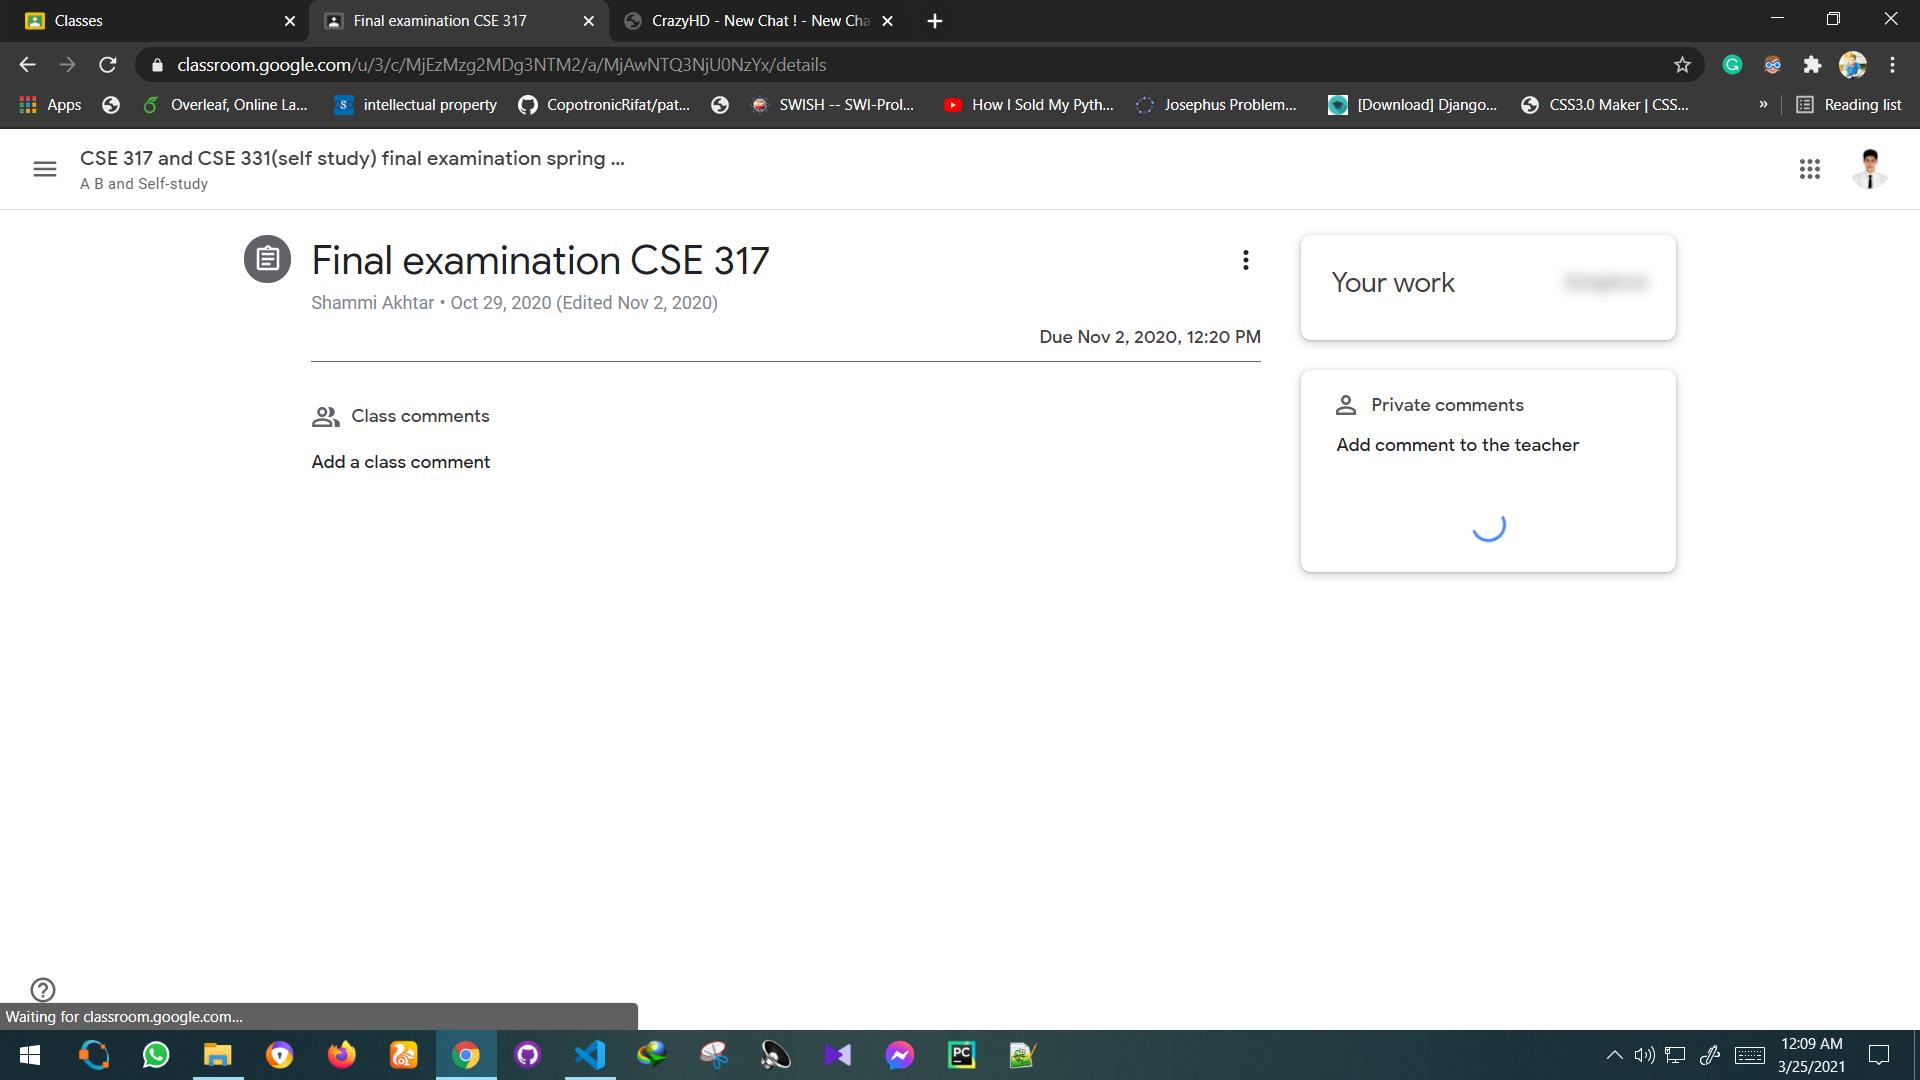 Classes
Final examination CSE 317
CrazyHD - New Chat ! - New Cha
classroom.google.com/u/3/c/MjEzMzg2MDg3NTM2/a/MjAwNTQ3NjU0NzYx/details
Apps
Overleaf, Online La...
intellectual property
CopotronicRifat/pat...
SWISH -- SWI-Prol...
How I Sold My Pyth...
Josephus Problem...
[Download] Django...
CSS3.0 Maker | CSS...
»
Reading list
CSE 317 and CSE 331(self study) final examination spring ...
A B and Self-study
Final examination CSE 317
Shammi Akhtar • Oct 29, 2020 (Edited Nov 2, 2020)
Due Nov 2, 2020, 12:20 PM
Class comments
Add a class comment
Your work
Private comments
Add comment to the teacher
Waiting for classroom.google.com...
12:09 AM
3/25/2021